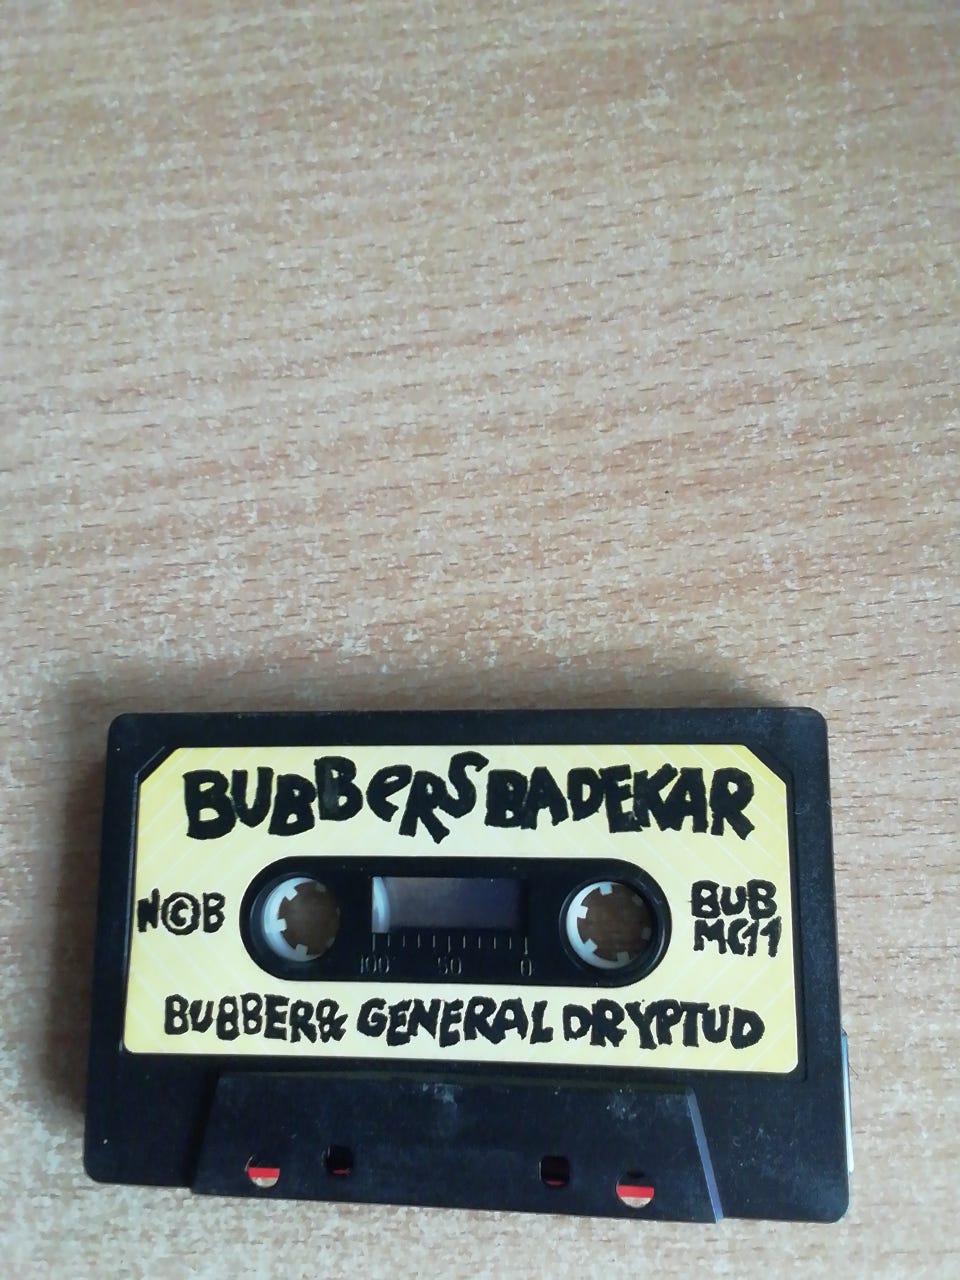 BUBBERS BADEKAR
N©B
BUB
MC11
100 50 0
BUBBER & GENERAL DRYPTUD